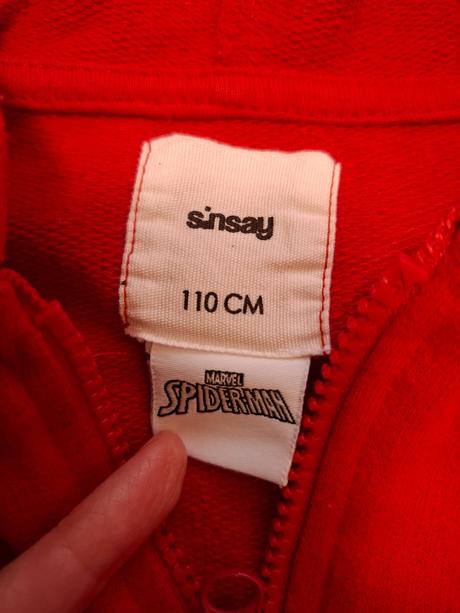 sinsay
110 CM
MARVEL
SPIDER-MAN